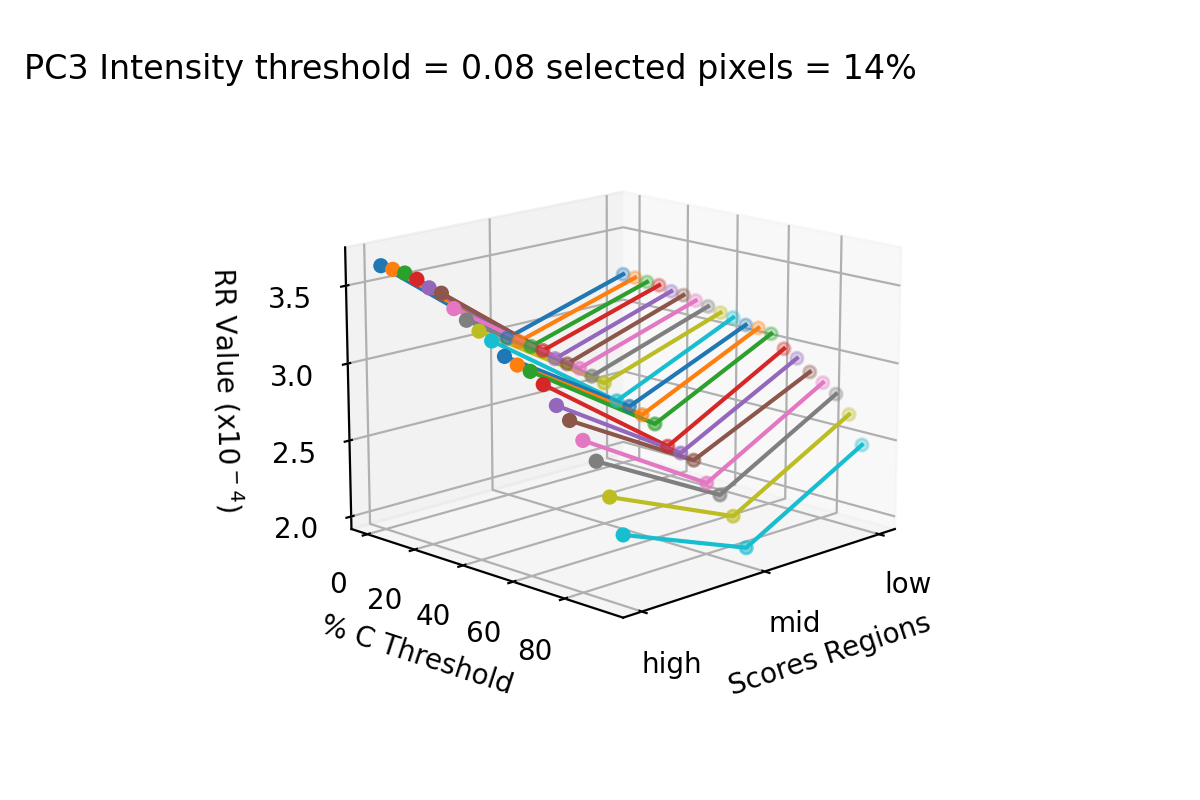 PC3 Intensity threshold = 0.08 selected pixels = 14%
RR Value (x10⁻⁴)
3.5
3.0
2.5
2.0
0
20
40
60
80
% C Threshold
high
mid
low
Scores Regions